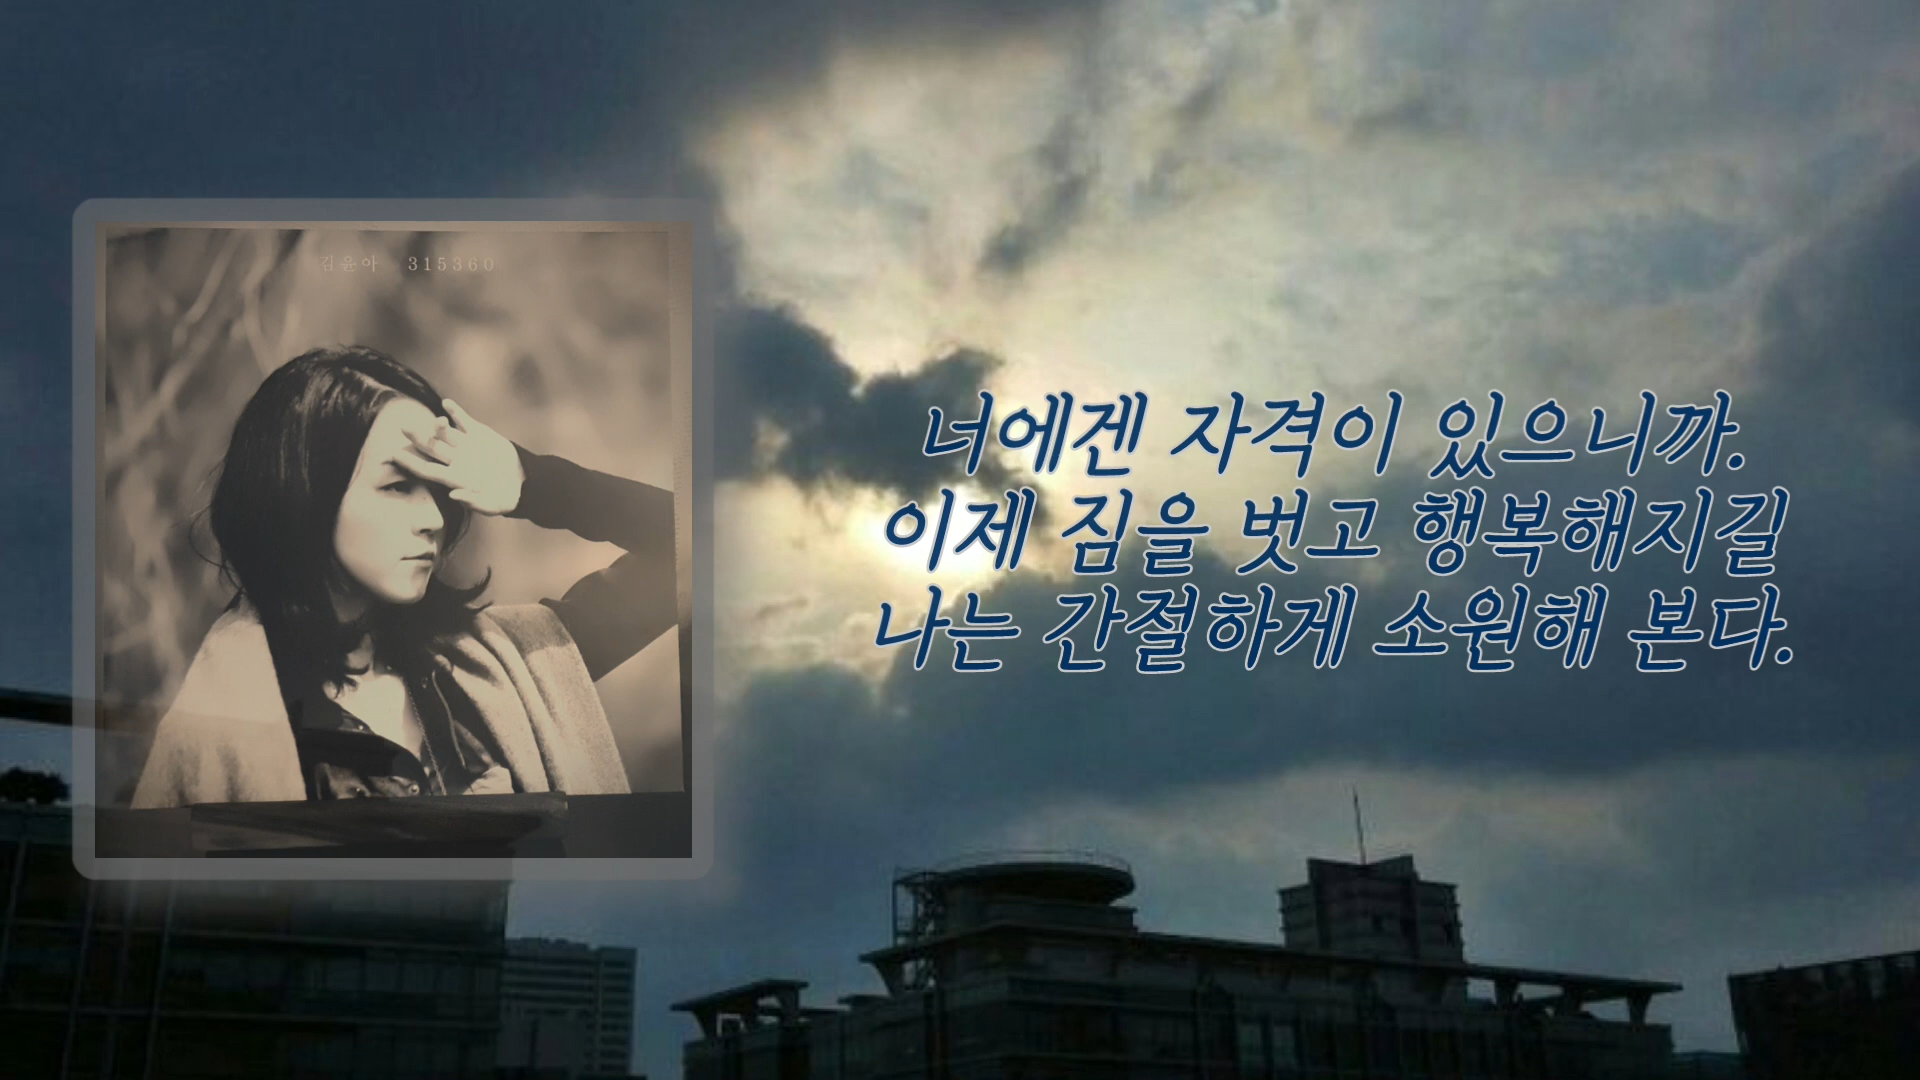 김윤아 315360
너에겐 자격이 있으니까.
이제 짐을 벗고 행복해지길
나는 간절하게 소원해 본다.